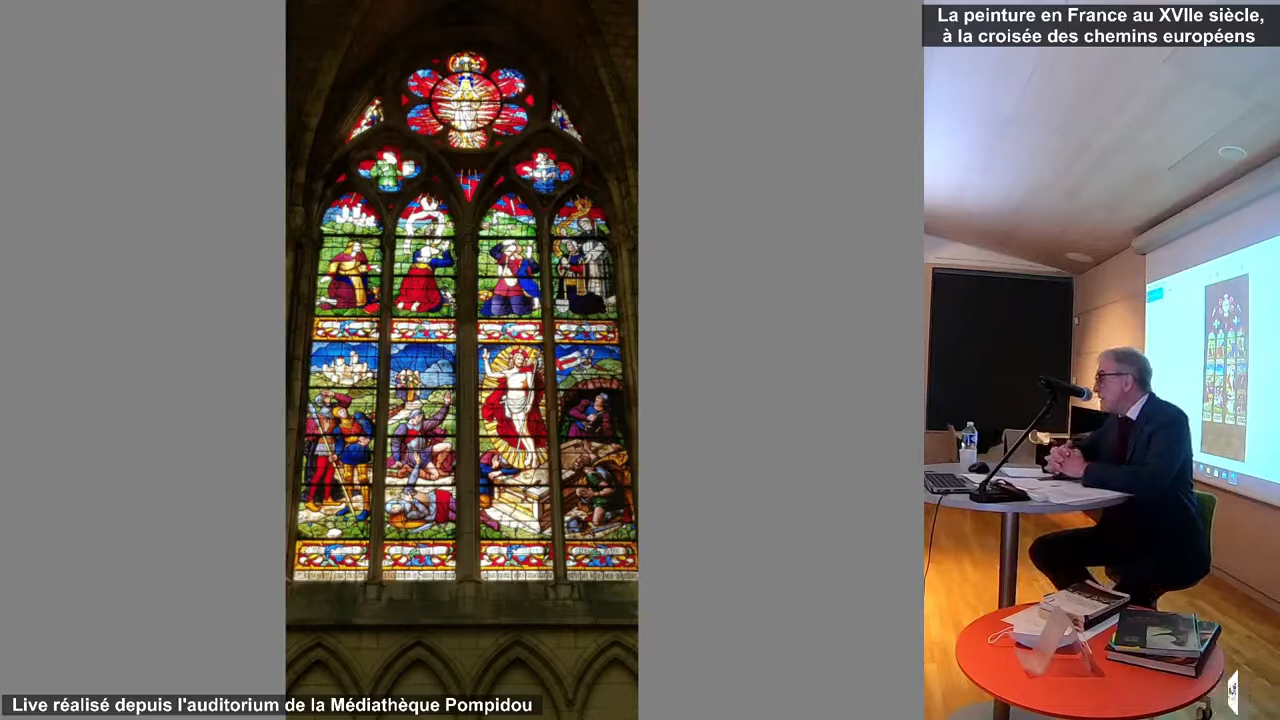 La peinture en France au XVIIe siècle,
à la croisée des chemins européens
Live réalisé depuis l'auditorium de la Médiathèque Pompidou